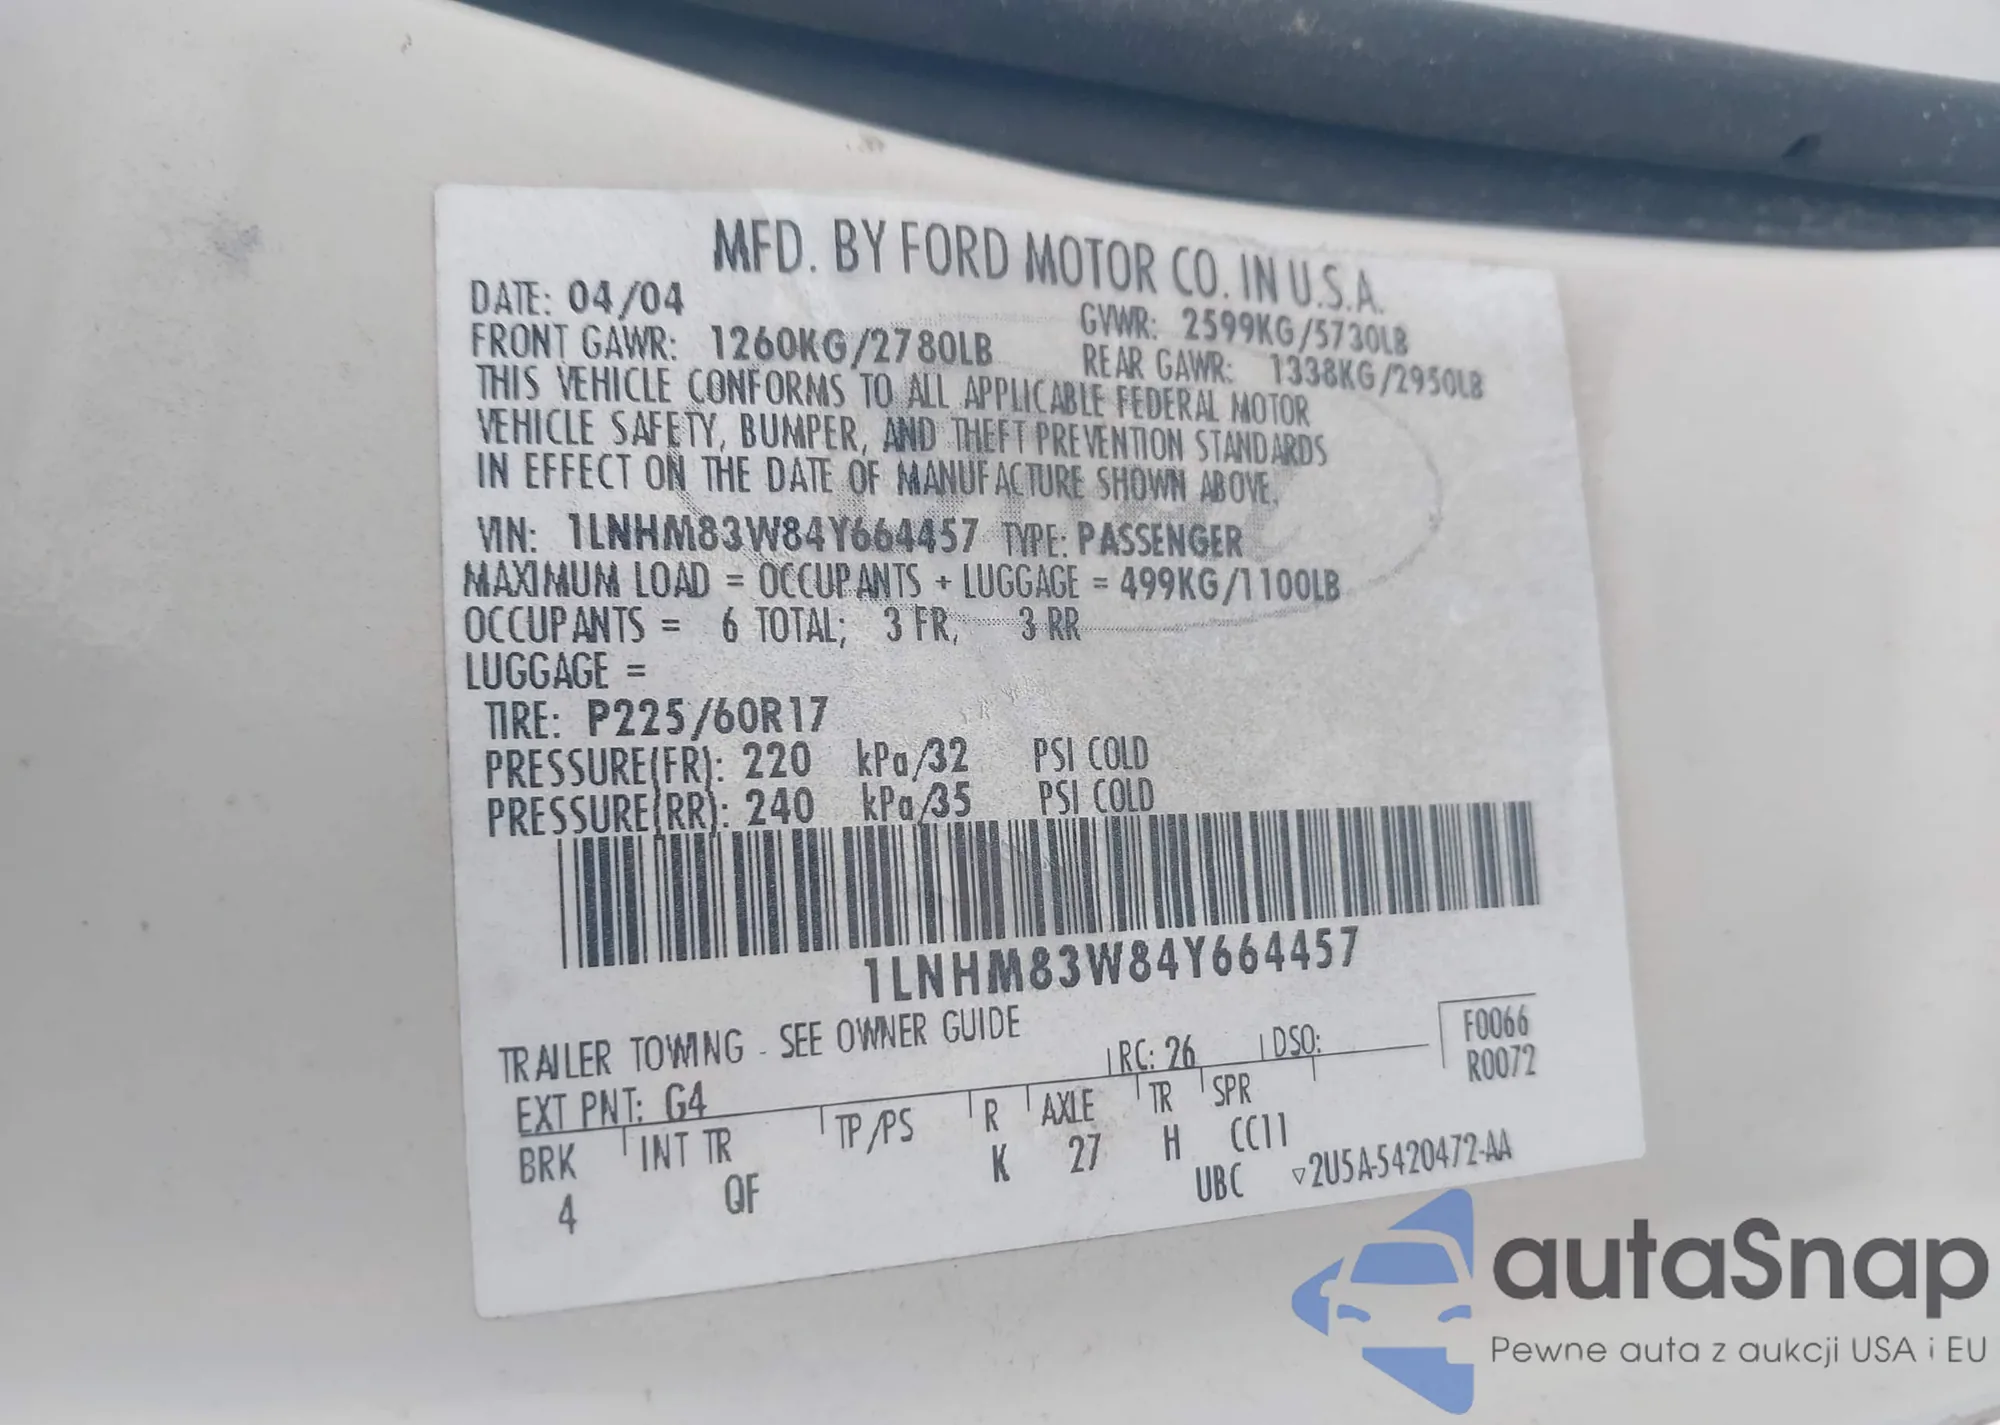 MFD. BY FORD MOTOR CO. IN U.S.A.
DATE: 04/04 GVWR: 2599KG/5730LB
FRONT GAWR: 1260KG/2780LB REAR GAWR: 1338KG/2950LB
THIS VEHICLE CONFORMS TO ALL APPLICABLE FEDERAL MOTOR
VEHICLE SAFETY, BUMPER, AND THEFT PREVENTION STANDARDS
IN EFFECT ON THE DATE OF MANUFACTURE SHOWN ABOVE.
VIN: 1LNHM83W84Y664457 TYPE: PASSENGER
MAXIMUM LOAD = OCCUPANTS + LUGGAGE = 499KG/1100LB
OCCUPANTS = 6 TOTAL; 3 FR, 3 RR
LUGGAGE =
TIRE: P225/60R17
PRESSURE(FR): 220 kPa/32 PSI COLD
PRESSURE(RR): 240 kPa/35 PSI COLD
1LNHM83W84Y664457
TRAILER TOWING - SEE OWNER GUIDE
F0066
EXT PNT: G4 RC: 26 DSO: R0072
BRK INT TR TP/PS R AXLE TR SPR
4 QF K 27 H CC11
UBC ▽2U5A-5420472-AA
autaSnap
Pewne auta z aukcji USA i EU